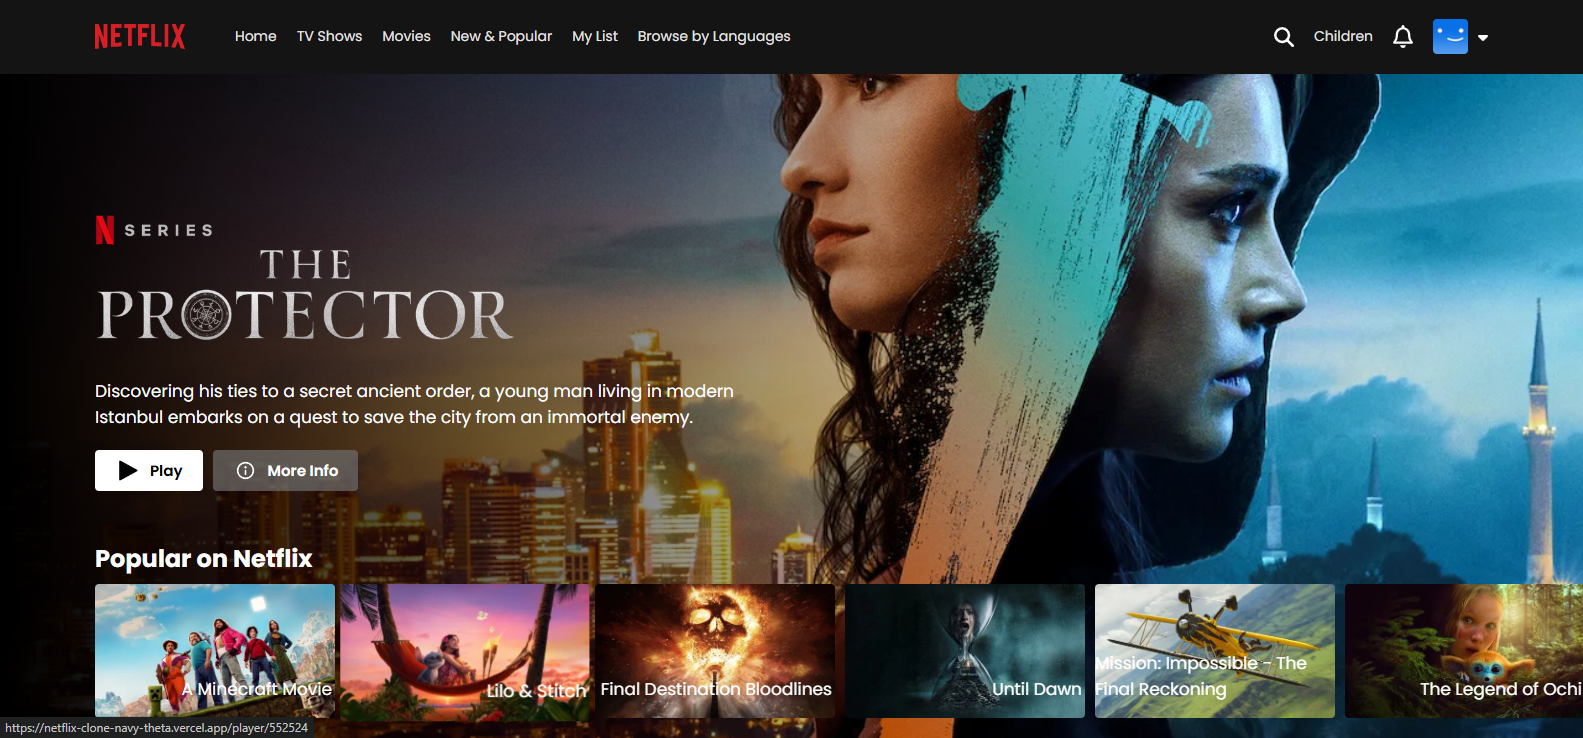 NETFLIX
Home
TV Shows
Movies
New & Popular
My List
Browse by Languages
Children
N SERIES
THE
PROTECTOR
Discovering his ties to a secret ancient order, a young man living in modern
Istanbul embarks on a quest to save the city from an immortal enemy.
Play
More Info
Popular on Netflix
A Minecraft Movie
Lilo & Stitch
Final Destination Bloodlines
Until Dawn
Mission: Impossible - The
Final Reckoning
The Legend of Ochi
https://netflix-clone-navy-theta.vercel.app/player/552524